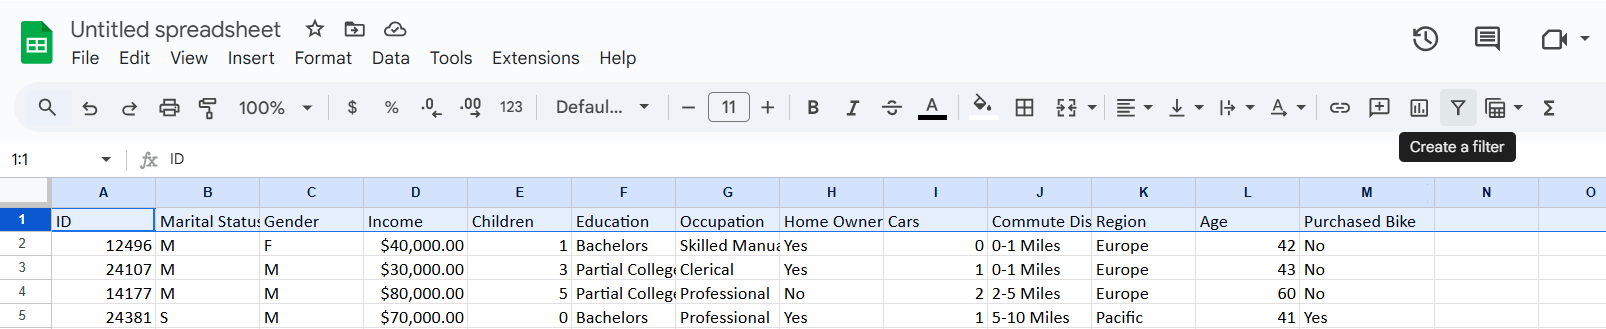 Untitled spreadsheet
File Edit View Insert Format Data Tools Extensions Help
100% $ % .0 .00 123 Defaul... − 11 + B I S A A Σ
Create a filter
1:1 fx ID
A B C D E F G H I J K L M N O
1 ID Marital Statu Gender Income Children Education Occupation Home Owner Cars Commute Dis Region Age Purchased Bike
2 12496 M F $40,000.00 1 Bachelors Skilled Manua Yes 0 0-1 Miles Europe 42 No
3 24107 M M $30,000.00 3 Partial College Clerical Yes 1 0-1 Miles Europe 43 No
4 14177 M M $80,000.00 5 Partial College Professional No 2 2-5 Miles Europe 60 No
5 24381 S M $70,000.00 0 Bachelors Professional Yes 1 5-10 Miles Pacific 41 Yes